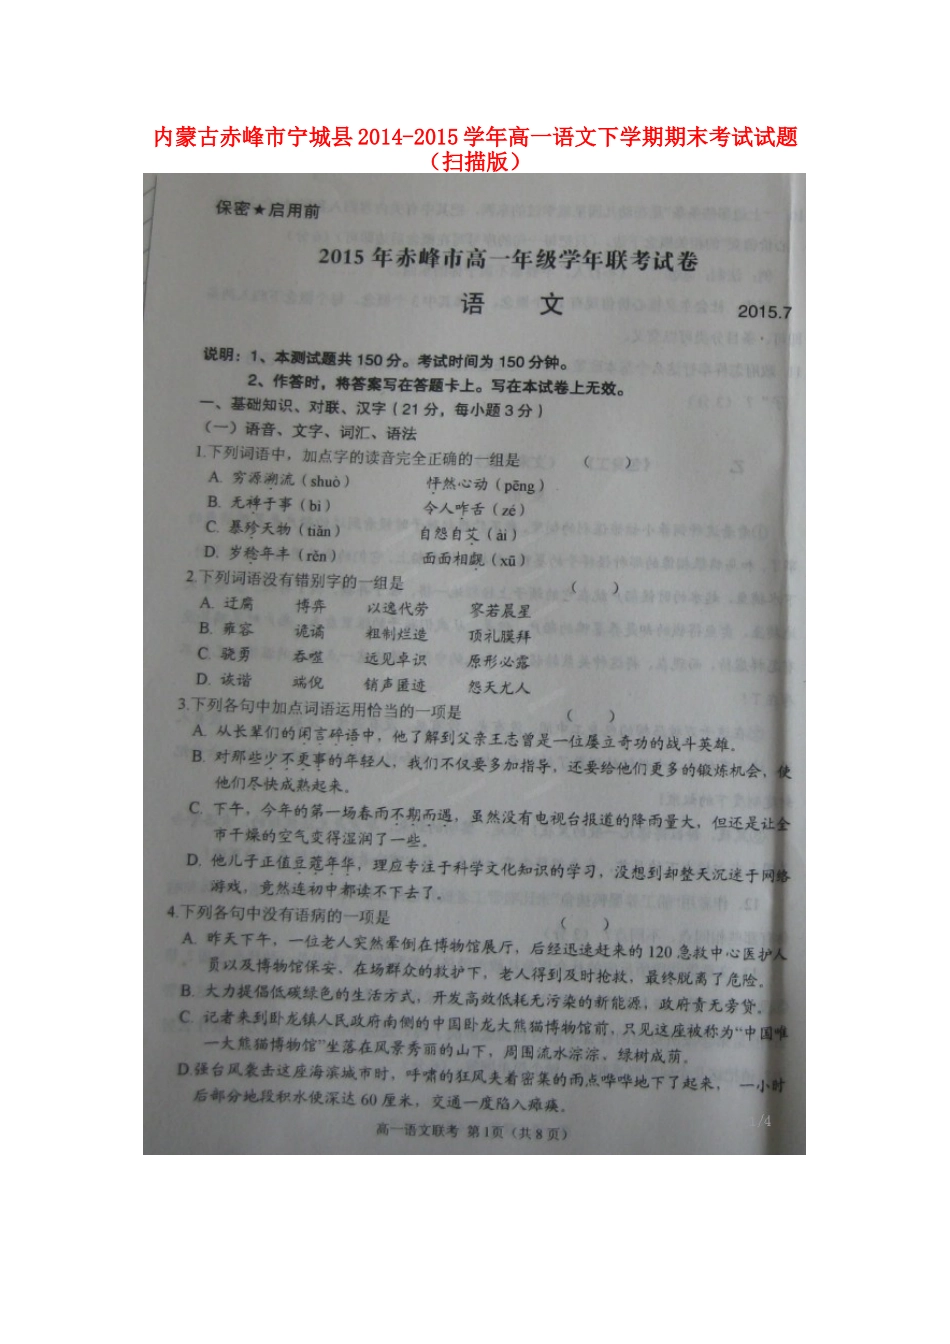 内蒙古赤峰市宁城县 2014-2015 学年高一语文下学期期末考试试题
（扫描版）
保密★启用前
2015 年赤峰市高一年级学年联考试卷
语 文
2015.7
说明：1、本测试题共 150 分。考试时间为 150 分钟。
2、作答时，将答案写在答题卡上。写在本试卷上无效。
一、基础知识、对联、汉字（21 分，每小题 3 分）
（一）语音、文字、词汇、语法
1.下列词语中，加点字的读音完全正确的一组是 （ ）
A. 穷源溯流（shuò） 怦然心动（pēng）
B. 无裨于事（bì） 令人咋舌（zé）
C. 暴殄天物（tiǎn） 自怨自艾（ài）
D. 岁稔年丰（rěn） 面面相觑（xū）
2.下列词语没有错别字的一组是 （ ）
A. 迂腐 博弈 以逸代劳 寥若晨星
B. 雍容 诡谲 粗制烂造 顶礼膜拜
C. 骁勇 吞噬 远见卓识 原形必露
D. 诙谐 端倪 销声匿迹 怨天尤人
3.下列各句中加点词语运用恰当的一项是 （ ）
A. 从长辈们的闲言碎语中，他了解到父亲王志曾是一位屡立奇功的战斗英雄。
B. 对那些少不更事的年轻人，我们不仅要多加指导，还要给他们更多的锻炼机会，使
他们尽快成熟起来。
C. 下午，今年的第一场春雨不期而遇，虽然没有电视台报道的降雨量大，但还是让全
市干燥的空气变得湿润了一些。
D. 他儿子正值豆蔻年华，理应专注于科学文化知识的学习，没想到却整天沉迷于网络
游戏，竟然连初中都读不下去了。
4.下列各句中没有语病的一项是 （ ）
A. 昨天下午，一位老人突然晕倒在博物馆展厅，后经迅速赶来的 120 急救中心医护人
员以及博物馆保安、在场群众的救护下，老人得到及时抢救，最终脱离了危险。
B. 大力提倡低碳绿色的生活方式，开发高效低耗无污染的新能源，政府责无旁贷。
C. 记者来到卧龙镇人民政府南侧的中国卧龙大熊猫博物馆前，只见这座被称为“中国唯
一大熊猫博物馆”坐落在风景秀丽的山下，周围流水淙淙，绿树成荫。
D.强台风袭击这座海滨城市时，呼啸的狂风夹着密集的雨点哗哗地下了起来， 一小时
后部分地段积水使深达 60 厘米，交通一度陷入瘫痪。
高一语文联考 第 1页（共 8 页）
1/4